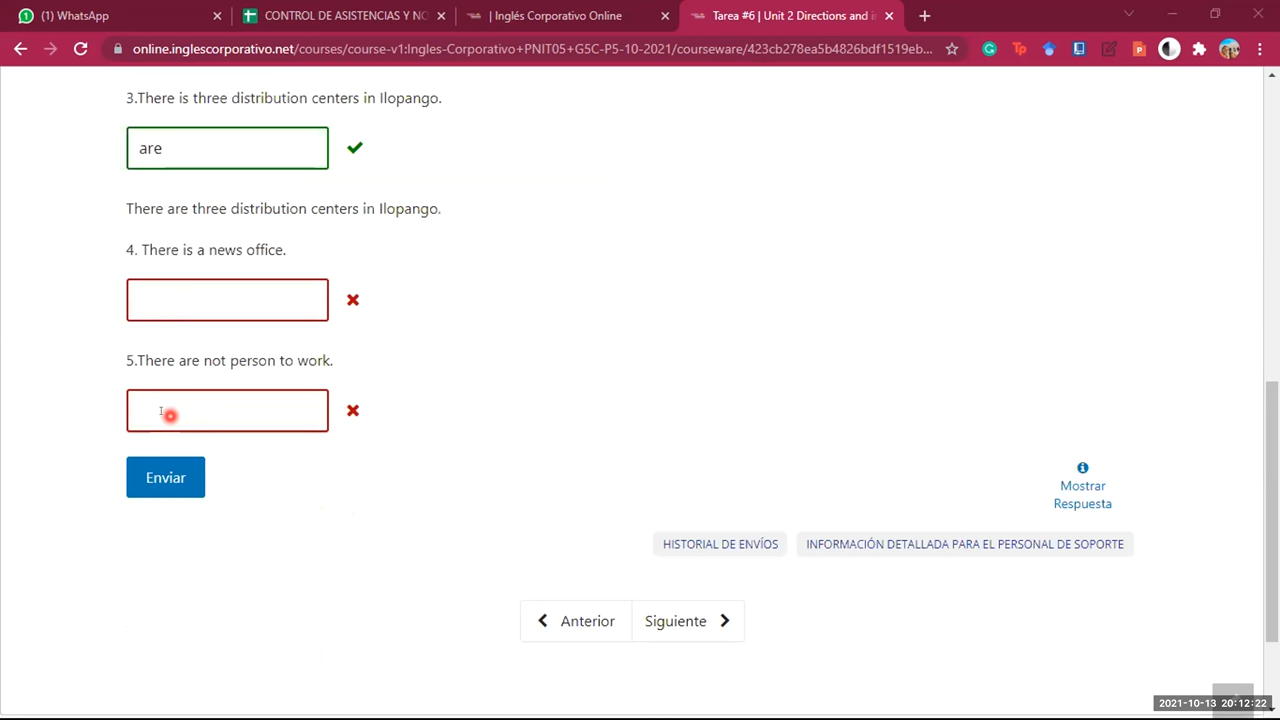 (1) WhatsApp
CONTROL DE ASISTENCIAS Y NO
| Inglés Corporativo Online
Tarea #6 | Unit 2 Directions and in
online.inglescorporativo.net/courses/course-v1:Ingles-Corporativo+PNIT05+G5C-P5-10-2021/courseware/423cb278ea5b4826bdf1519eb...
3.There is three distribution centers in Ilopango.
are
There are three distribution centers in Ilopango.
4. There is a news office.
5.There are not person to work.
Enviar
Mostrar
Respuesta
HISTORIAL DE ENVÍOS
INFORMACIÓN DETALLADA PARA EL PERSONAL DE SOPORTE
Anterior
Siguiente
2021-10-13 20:12:22